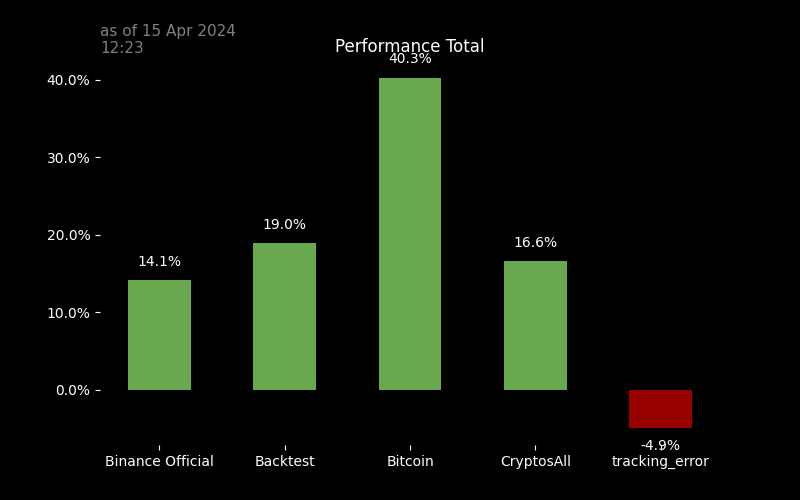 as of 15 Apr 2024
12:23
Performance Total
40.3%
40.0%
30.0%
19.0%
20.0%
16.6%
14.1%
10.0%
0.0%
-4.9%
Binance Official
Backtest
Bitcoin
CryptosAll
tracking_error